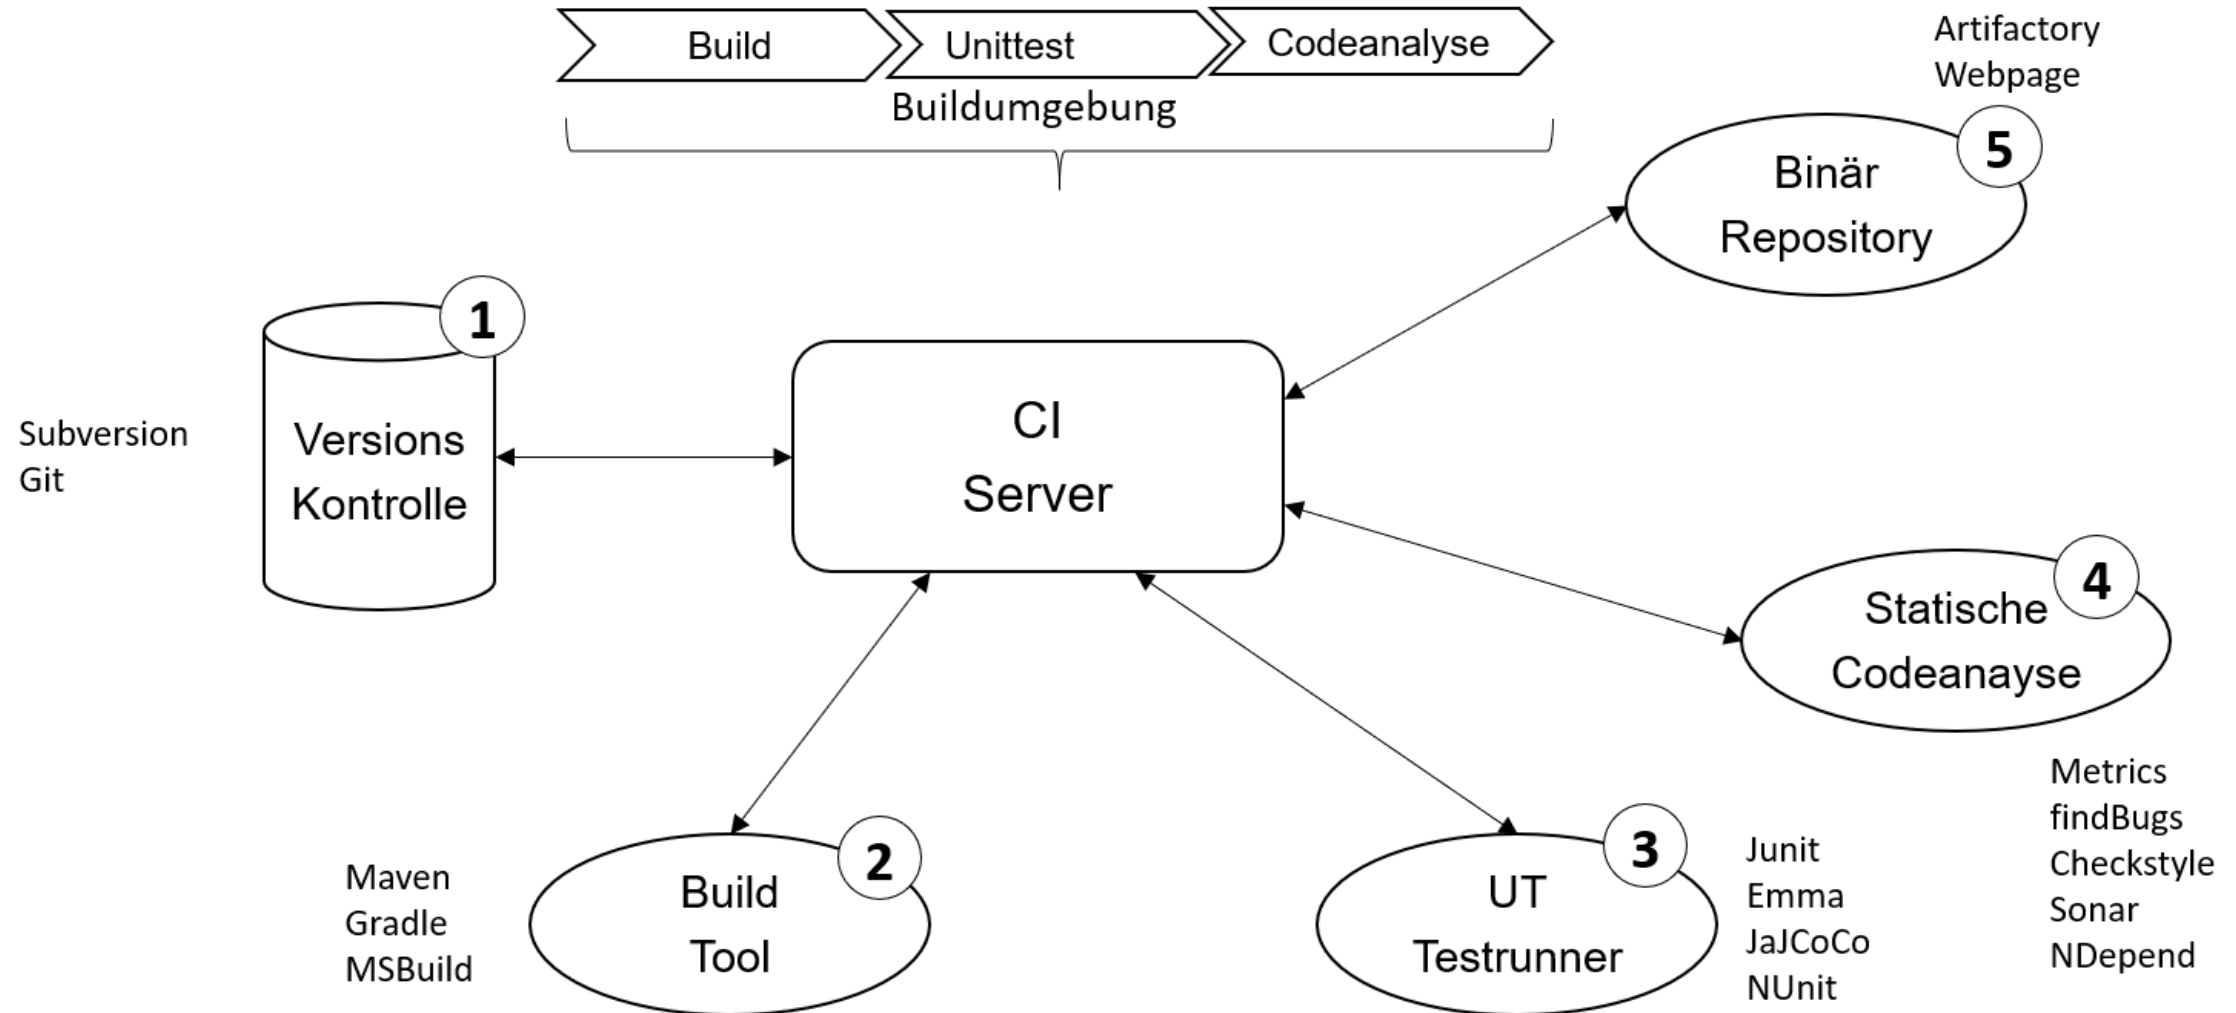 Build
Unittest
Codeanalyse
Buildumgebung
Artifactory
Webpage
5
Binär
Repository
1
Versions
Kontrolle
Subversion
Git
CI
Server
4
Statische
Codeanayse
Metrics
findBugs
Checkstyle
Sonar
NDepend
2
Build
Tool
Maven
Gradle
MSBuild
3
UT
Testrunner
Junit
Emma
JaJCoCo
NUnit